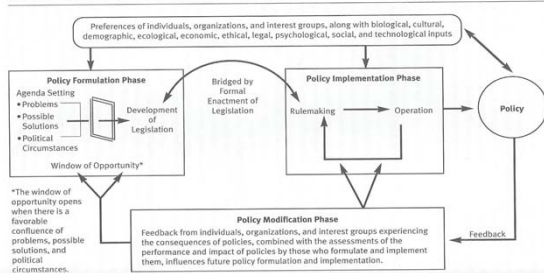 Preferences of individuals, organizations, and interest groups, along with biological, cultural,
demographic, ecological, economic, ethical, legal, psychological, social, and technological inputs
Policy Formulation Phase
Agenda Setting
• Problems
• Possible
Solutions
• Political
Circumstances
Development
of
Legislation
Window of Opportunity*
Bridged by
Formal
Enactment of
Legislation
Policy Implementation Phase
Rulemaking
Operation
Policy
*The window of
opportunity opens
when there is a
favorable
confluence of
problems, possible
solutions, and
political
circumstances.
Policy Modification Phase
Feedback from individuals, organizations, and interest groups experiencing
the consequences of policies, combined with the assessments of the
performance and impact of policies by those who formulate and implement
them, influences future policy formulation and implementation.
Feedback